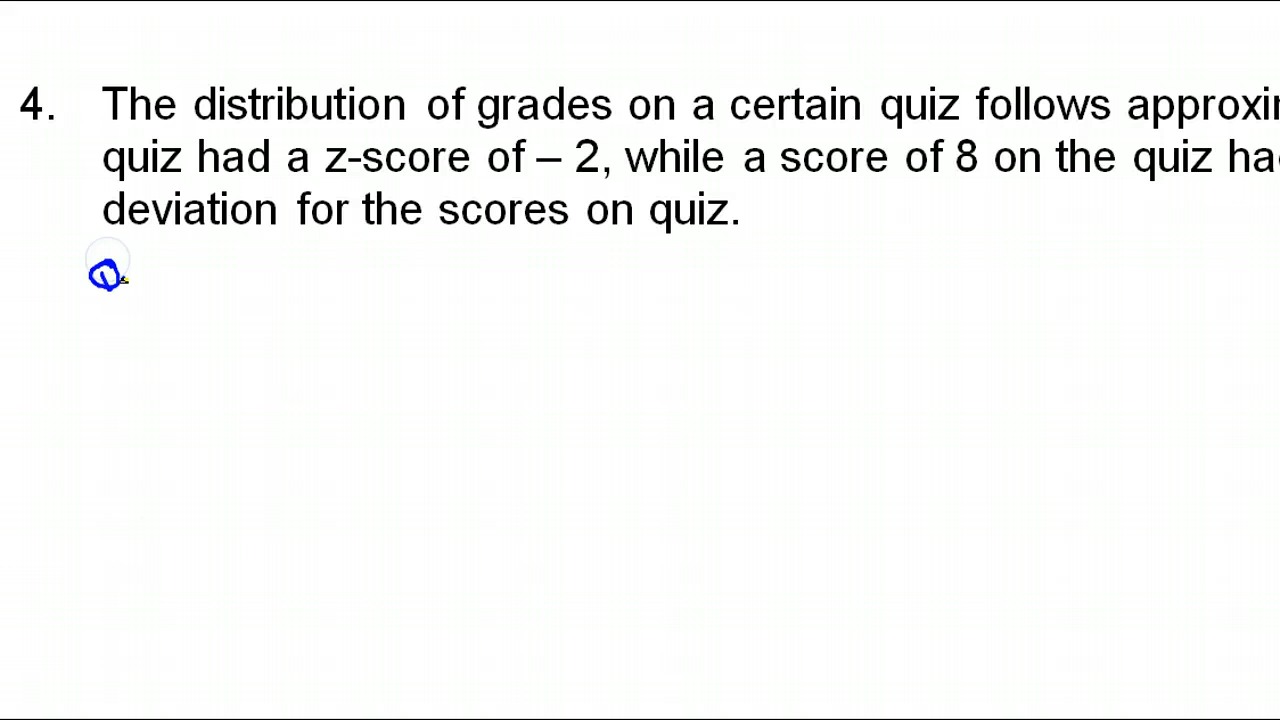 4. The distribution of grades on a certain quiz follows
quiz had a z-score of – 2, while a score of 8 on the quiz
deviation for the scores on quiz.